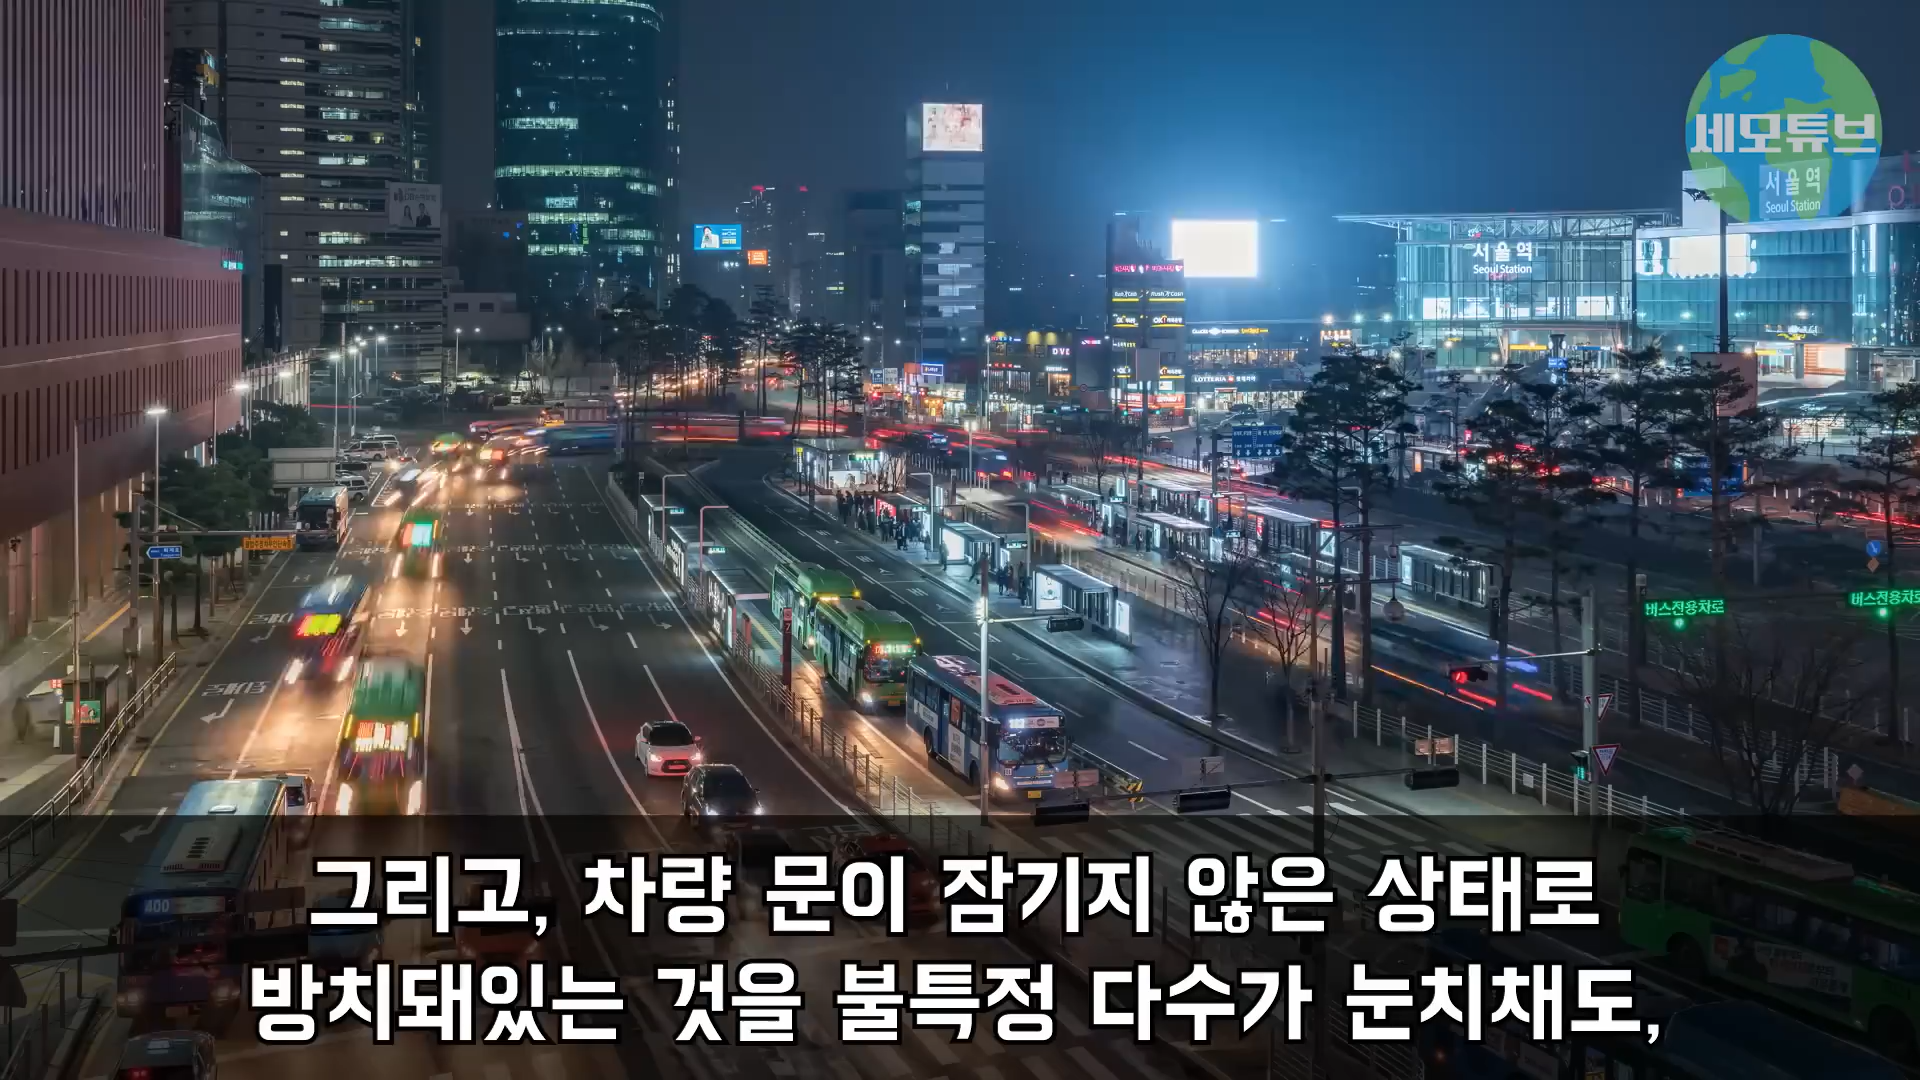 세모튜브
서울역
Seoul Station
서울역
Seoul Station
DVD
LOTTERIA
버스전용차로
버스전용차로
400
그리고, 차량 문이 잠기지 않은 상태로
방치돼있는 것을 불특정 다수가 눈치채도,